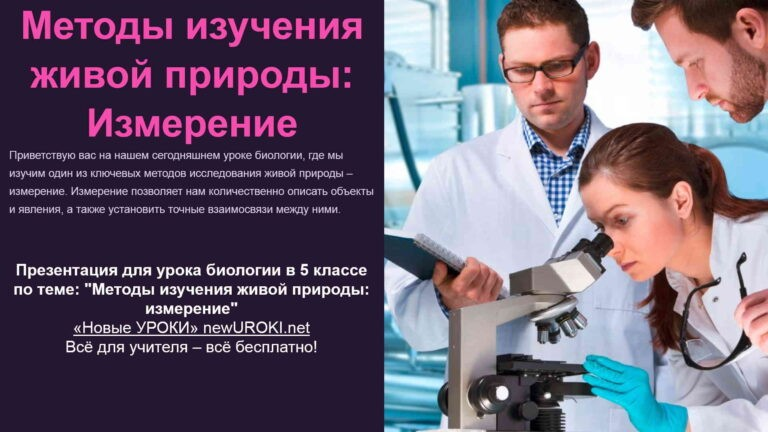 Методы изучения
живой природы:
Измерение
Приветствую вас на нашем сегодняшнем уроке биологии, где мы
изучим один из ключевых методов исследования живой природы –
измерение. Измерение позволяет нам количественно описать объекты
и явления, а также установить точные взаимосвязи между ними.
Презентация для урока биологии в 5 классе
по теме: "Методы изучения живой природы:
измерение"
«Новые УРОКИ» newUROKI.net
Всё для учителя – всё бесплатно!